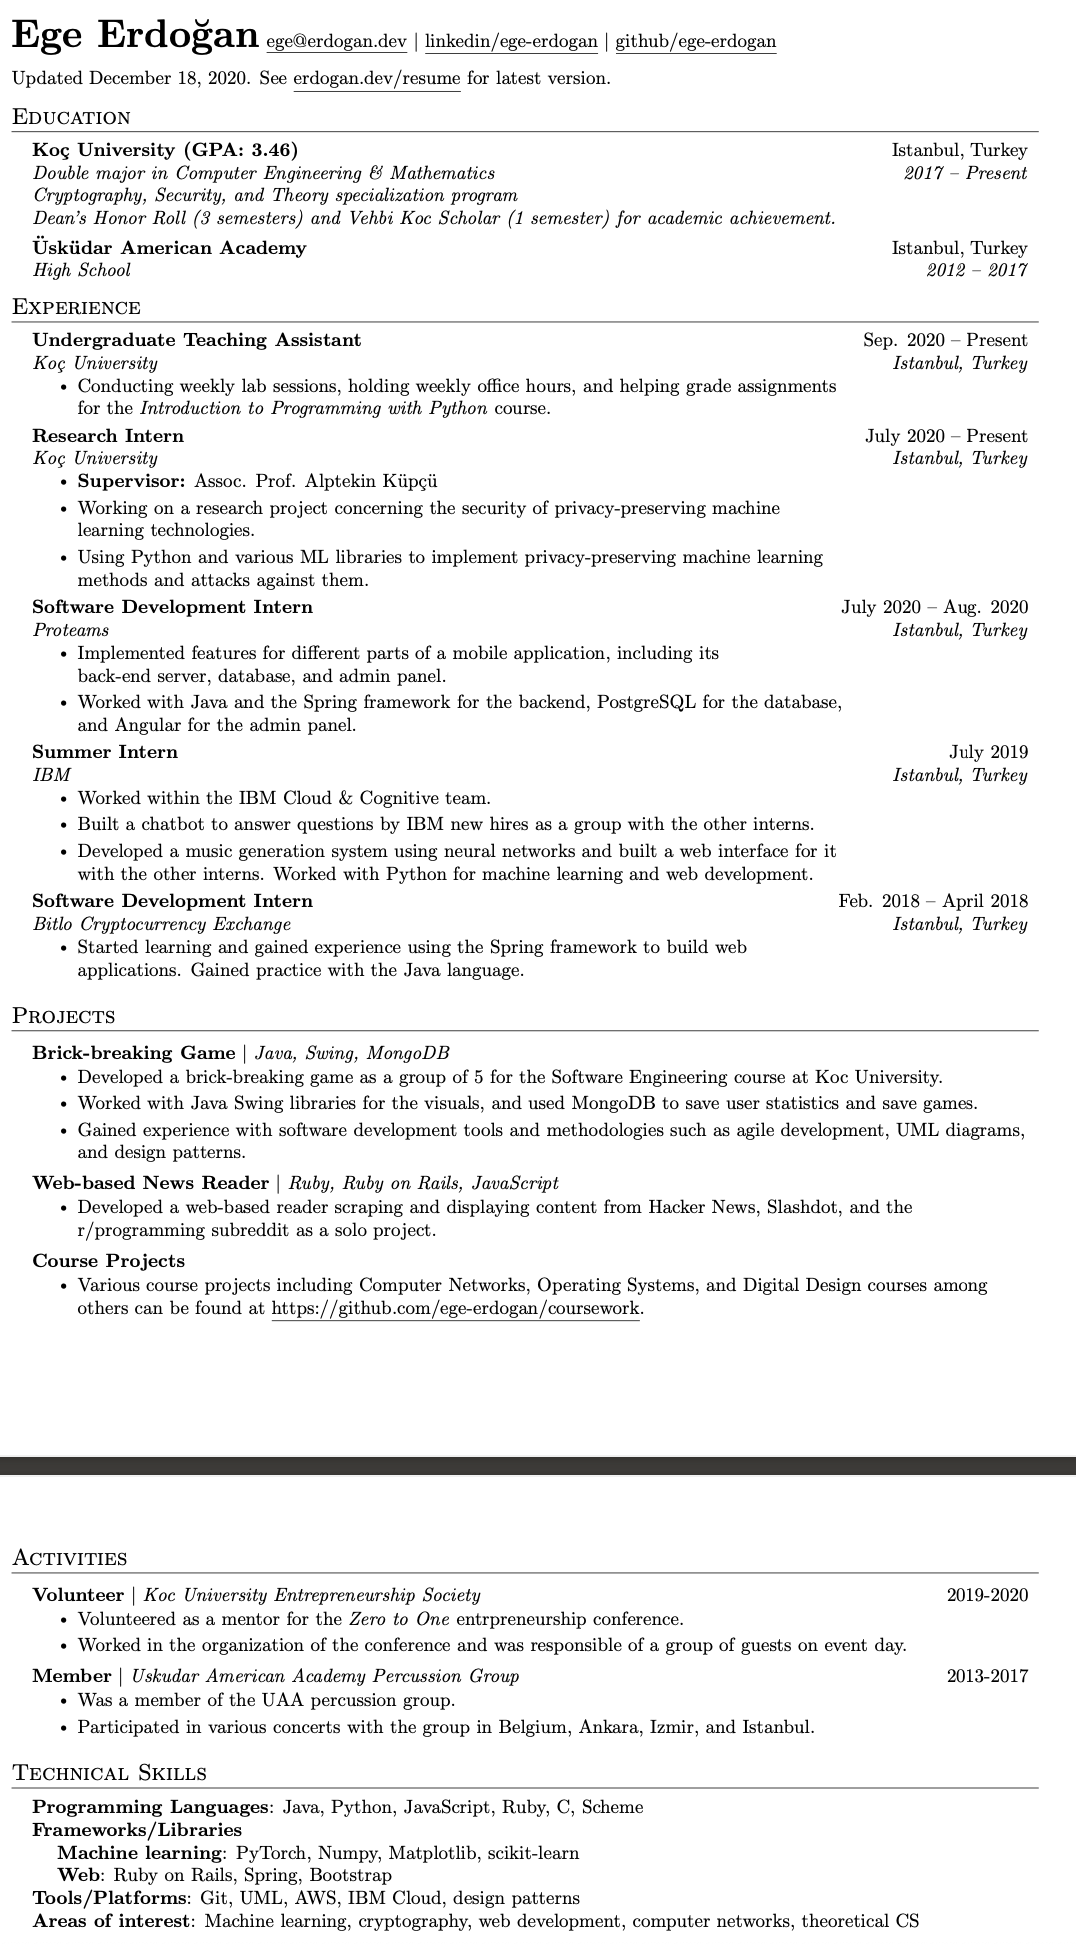 Ege Erdoğan ege@erdogan.dev | linkedin/ege-erdogan | github/ege-erdogan
Updated December 18, 2020. See erdogan.dev/resume for latest version.
Education
Koç University (GPA: 3.46) Istanbul, Turkey
Double major in Computer Engineering & Mathematics 2017 – Present
Cryptography, Security, and Theory specialization program
Dean's Honor Roll (3 semesters) and Vehbi Koc Scholar (1 semester) for academic achievement.
Üsküdar American Academy Istanbul, Turkey
High School 2012 – 2017
Experience
Undergraduate Teaching Assistant Sep. 2020 – Present
Koç University Istanbul, Turkey
• Conducting weekly lab sessions, holding weekly office hours, and helping grade assignments
for the Introduction to Programming with Python course.
Research Intern July 2020 – Present
Koç University Istanbul, Turkey
• Supervisor: Assoc. Prof. Alptekin Küpçü
• Working on a research project concerning the security of privacy-preserving machine
learning technologies.
• Using Python and various ML libraries to implement privacy-preserving machine learning
methods and attacks against them.
Software Development Intern July 2020 – Aug. 2020
Proteams Istanbul, Turkey
• Implemented features for different parts of a mobile application, including its
back-end server, database, and admin panel.
• Worked with Java and the Spring framework for the backend, PostgreSQL for the database,
and Angular for the admin panel.
Summer Intern July 2019
IBM Istanbul, Turkey
• Worked within the IBM Cloud & Cognitive team.
• Built a chatbot to answer questions by IBM new hires as a group with the other interns.
• Developed a music generation system using neural networks and built a web interface for it
with the other interns. Worked with Python for machine learning and web development.
Software Development Intern Feb. 2018 – April 2018
Bitlo Cryptocurrency Exchange Istanbul, Turkey
• Started learning and gained experience using the Spring framework to build web
applications. Gained practice with the Java language.
Projects
Brick-breaking Game | Java, Swing, MongoDB
• Developed a brick-breaking game as a group of 5 for the Software Engineering course at Koc University.
• Worked with Java Swing libraries for the visuals, and used MongoDB to save user statistics and save games.
• Gained experience with software development tools and methodologies such as agile development, UML diagrams,
and design patterns.
Web-based News Reader | Ruby, Ruby on Rails, JavaScript
• Developed a web-based reader scraping and displaying content from Hacker News, Slashdot, and the
r/programming subreddit as a solo project.
Course Projects
• Various course projects including Computer Networks, Operating Systems, and Digital Design courses among
others can be found at https://github.com/ege-erdogan/coursework.
Activities
Volunteer | Koc University Entrepreneurship Society 2019-2020
• Volunteered as a mentor for the Zero to One entrpreneurship conference.
• Worked in the organization of the conference and was responsible of a group of guests on event day.
Member | Uskudar American Academy Percussion Group 2013-2017
• Was a member of the UAA percussion group.
• Participated in various concerts with the group in Belgium, Ankara, Izmir, and Istanbul.
Technical Skills
Programming Languages: Java, Python, JavaScript, Ruby, C, Scheme
Frameworks/Libraries
Machine learning: PyTorch, Numpy, Matplotlib, scikit-learn
Web: Ruby on Rails, Spring, Bootstrap
Tools/Platforms: Git, UML, AWS, IBM Cloud, design patterns
Areas of interest: Machine learning, cryptography, web development, computer networks, theoretical CS